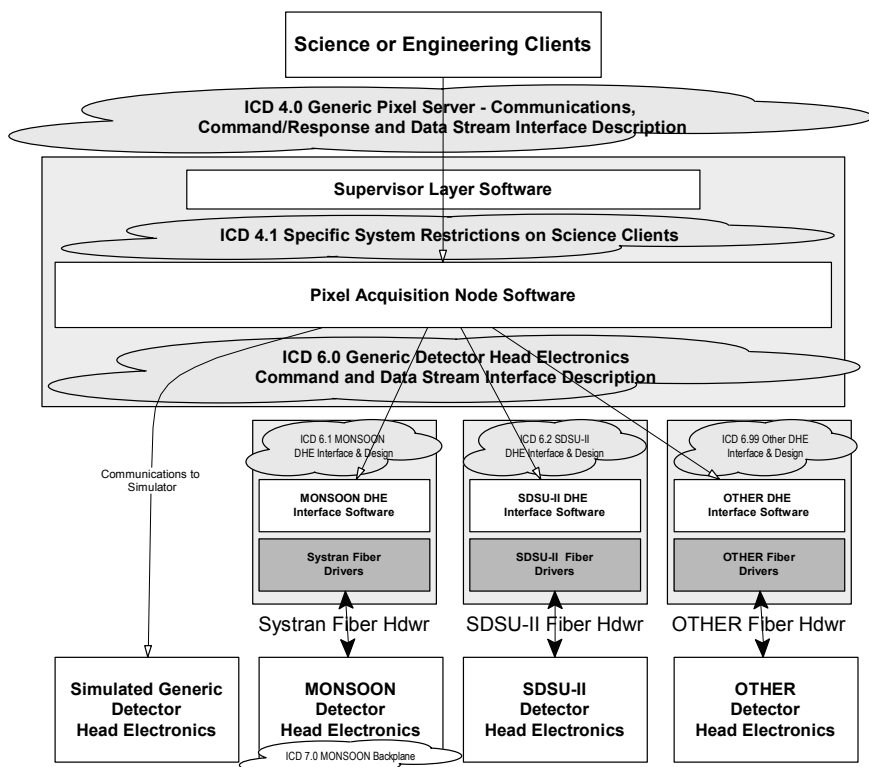 Science or Engineering Clients
ICD 4.0 Generic Pixel Server - Communications,
Command/Response and Data Stream Interface Description
Supervisor Layer Software
ICD 4.1 Specific System Restrictions on Science Clients
Pixel Acquisition Node Software
ICD 6.0 Generic Detector Head Electronics
Command and Data Stream Interface Description
Communications to
Simulator
ICD 6.1 MONSOON
DHE Interface & Design
MONSOON DHE
Interface Software
Systran Fiber
Drivers
Systran Fiber Hdwr
ICD 6.2 SDSU-II
DHE Interface & Design
SDSU-II DHE
Interface Software
SDSU-II Fiber
Drivers
SDSU-II Fiber Hdwr
ICD 6.99 Other DHE
Interface & Design
OTHER DHE
Interface Software
OTHER Fiber
Drivers
OTHER Fiber Hdwr
Simulated Generic
Detector
Head Electronics
MONSOON
Detector
Head Electronics
ICD 7.0 MONSOON Backplane
SDSU-II
Detector
Head Electronics
OTHER
Detector
Head Electronics